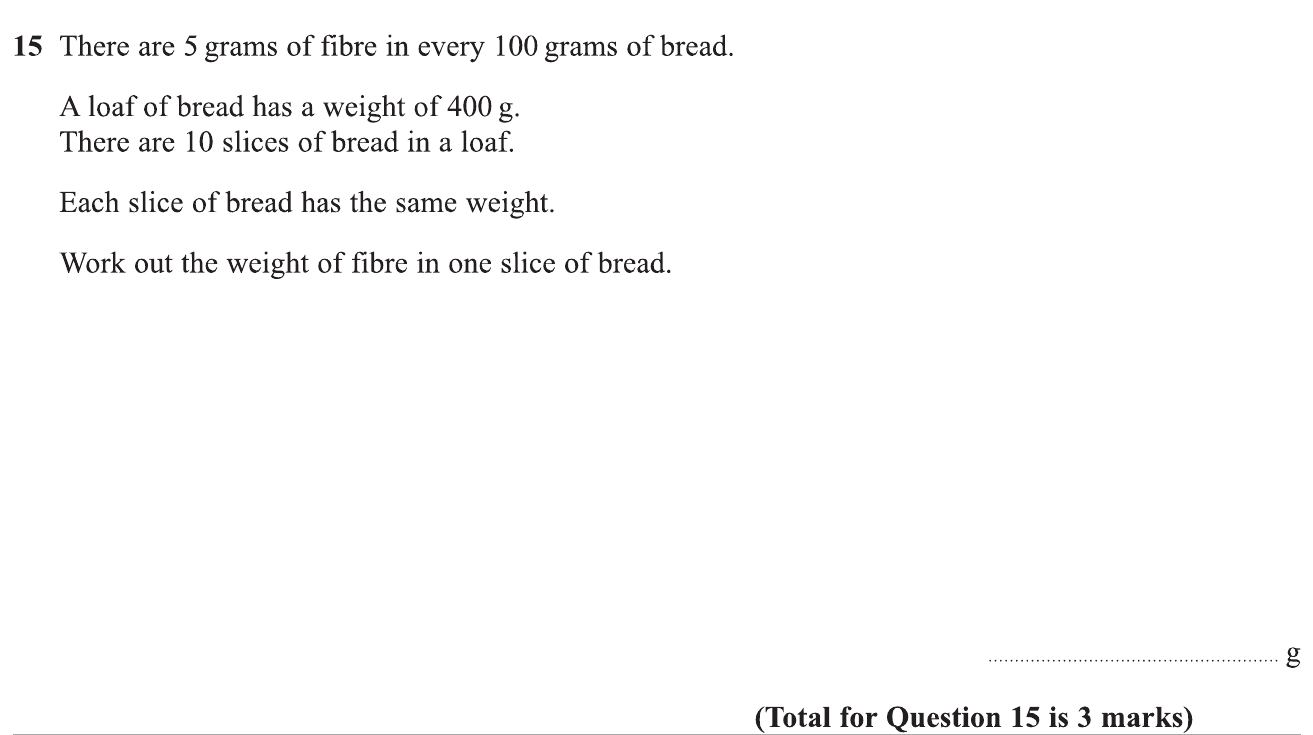 15 There are 5 grams of fibre in every 100 grams of bread.
A loaf of bread has a weight of 400 g.
There are 10 slices of bread in a loaf.
Each slice of bread has the same weight.
Work out the weight of fibre in one slice of bread.
........................................................ g
(Total for Question 15 is 3 marks)